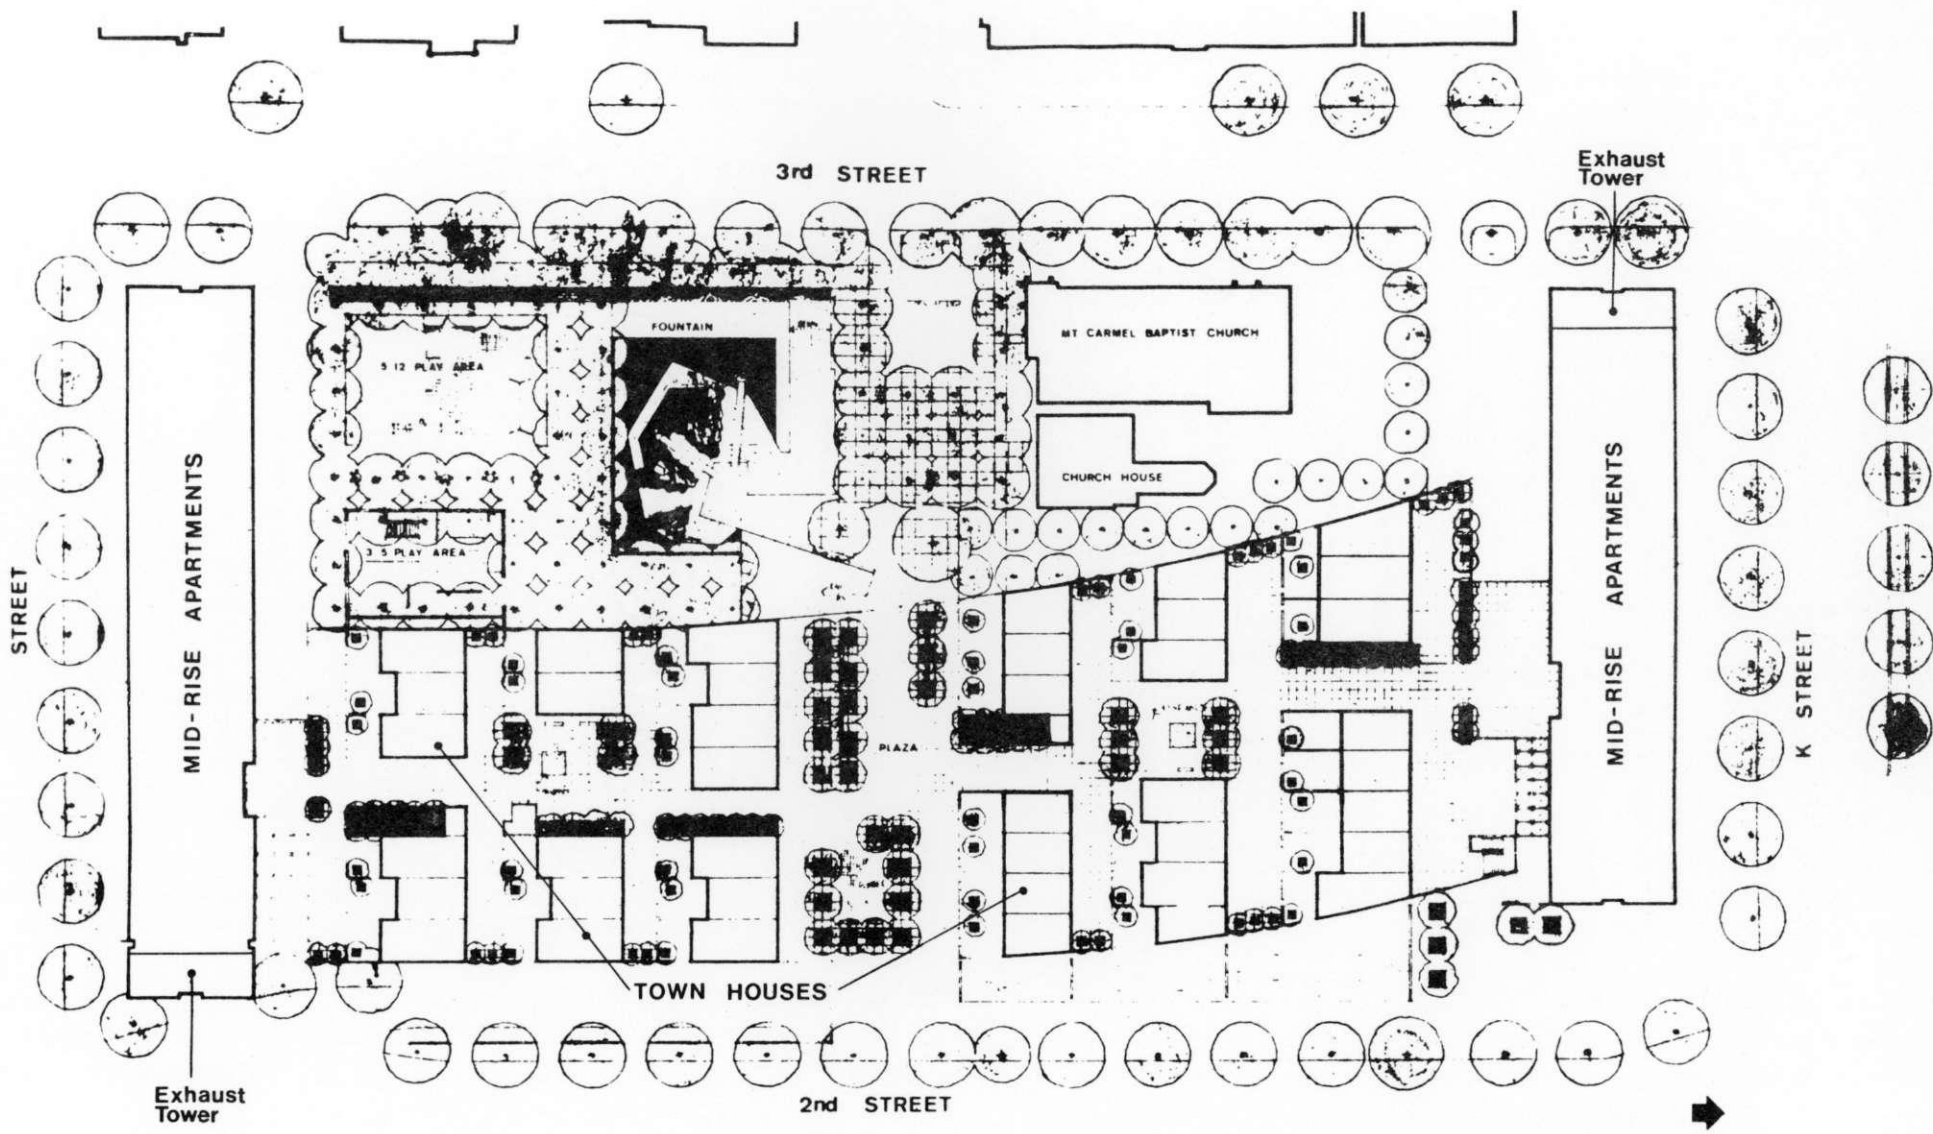 3rd STREET
Exhaust
Tower
FOUNTAIN
MT CARMEL BAPTIST CHURCH
5 12 PLAY AREA
CHURCH HOUSE
3 5 PLAY AREA
STREET
MID-RISE APARTMENTS
MID-RISE APARTMENTS
K STREET
PLAZA
TOWN HOUSES
Exhaust
Tower
2nd STREET